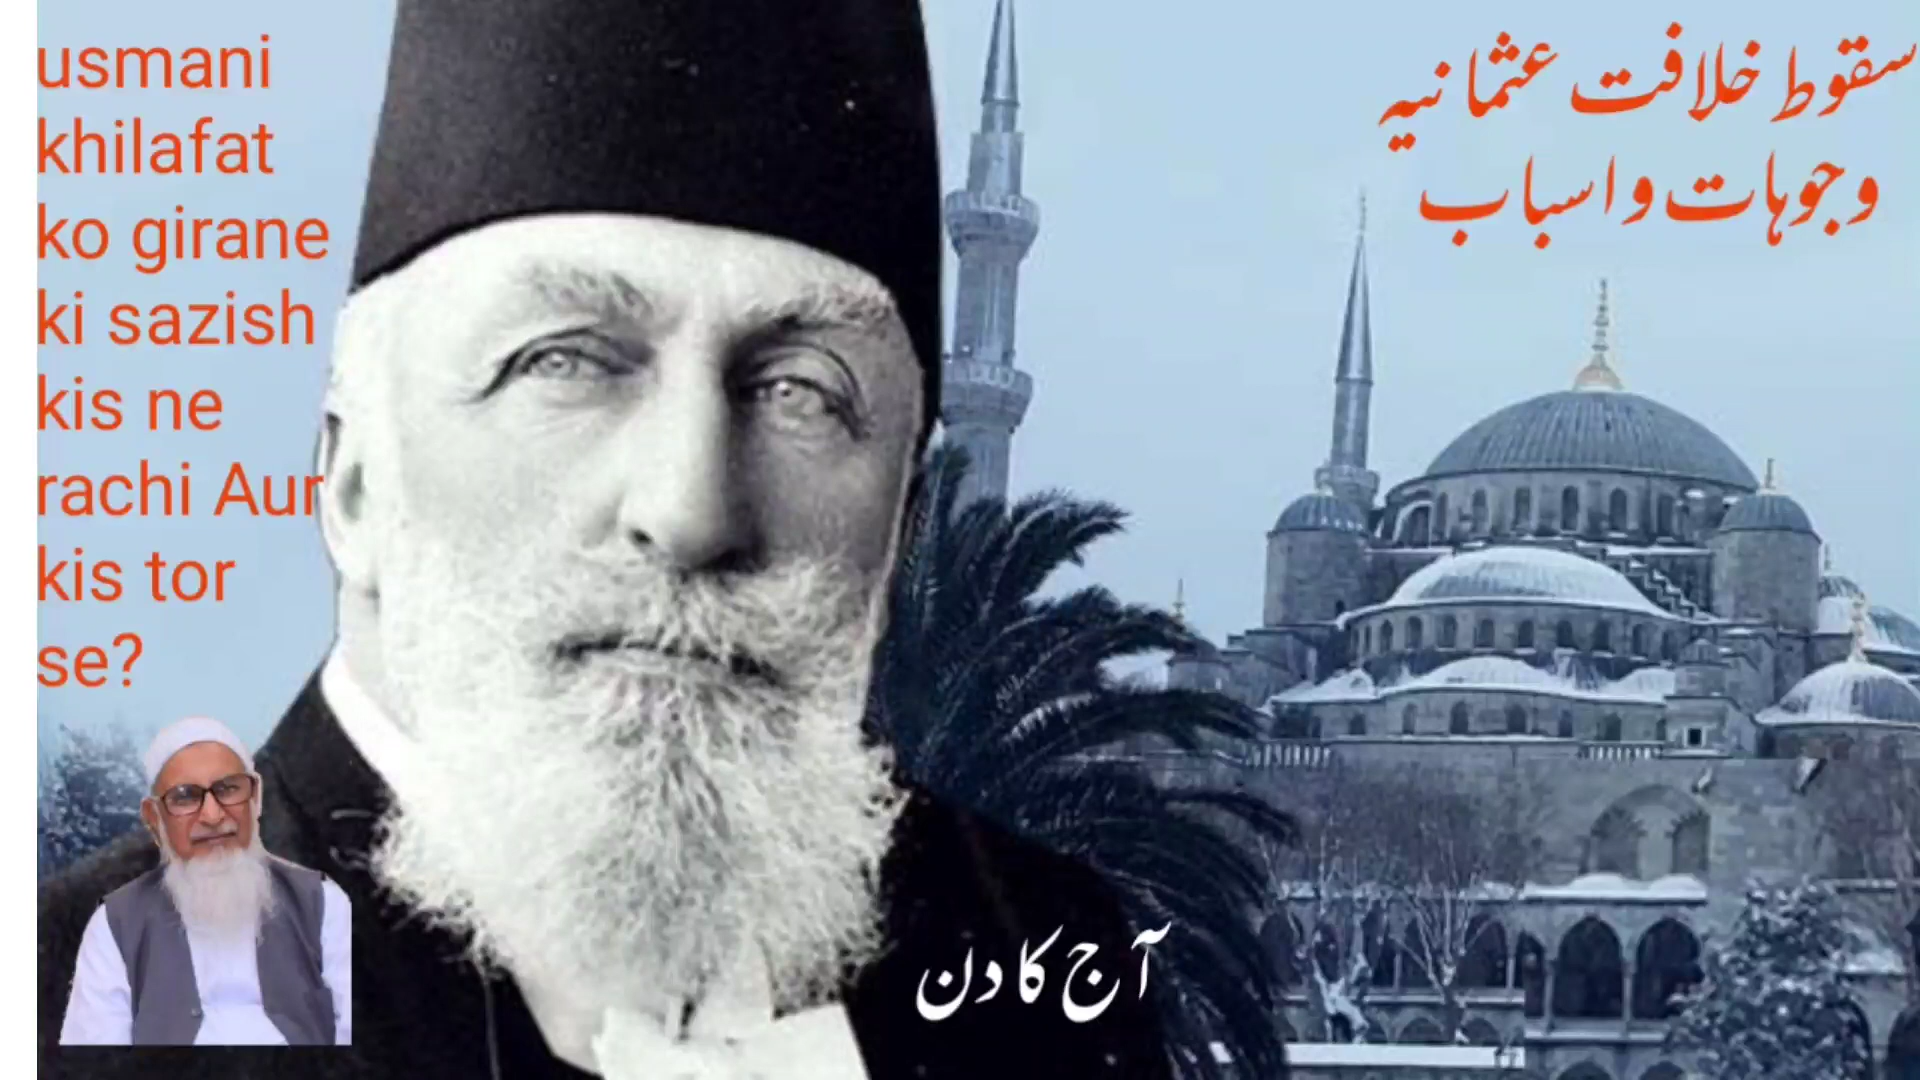 usmani
khilafat
ko girane
ki sazish
kis ne
rachi Aur
kis tor
se?
سقوط خلافت عثمانیہ
وجوہات و اسباب
آج کا دن